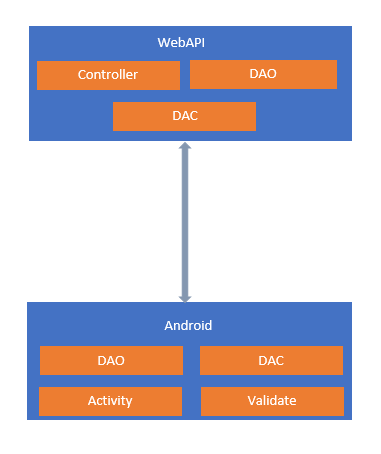 WebAPI
Controller
DAO
DAC
Android
DAO
DAC
Activity
Validate